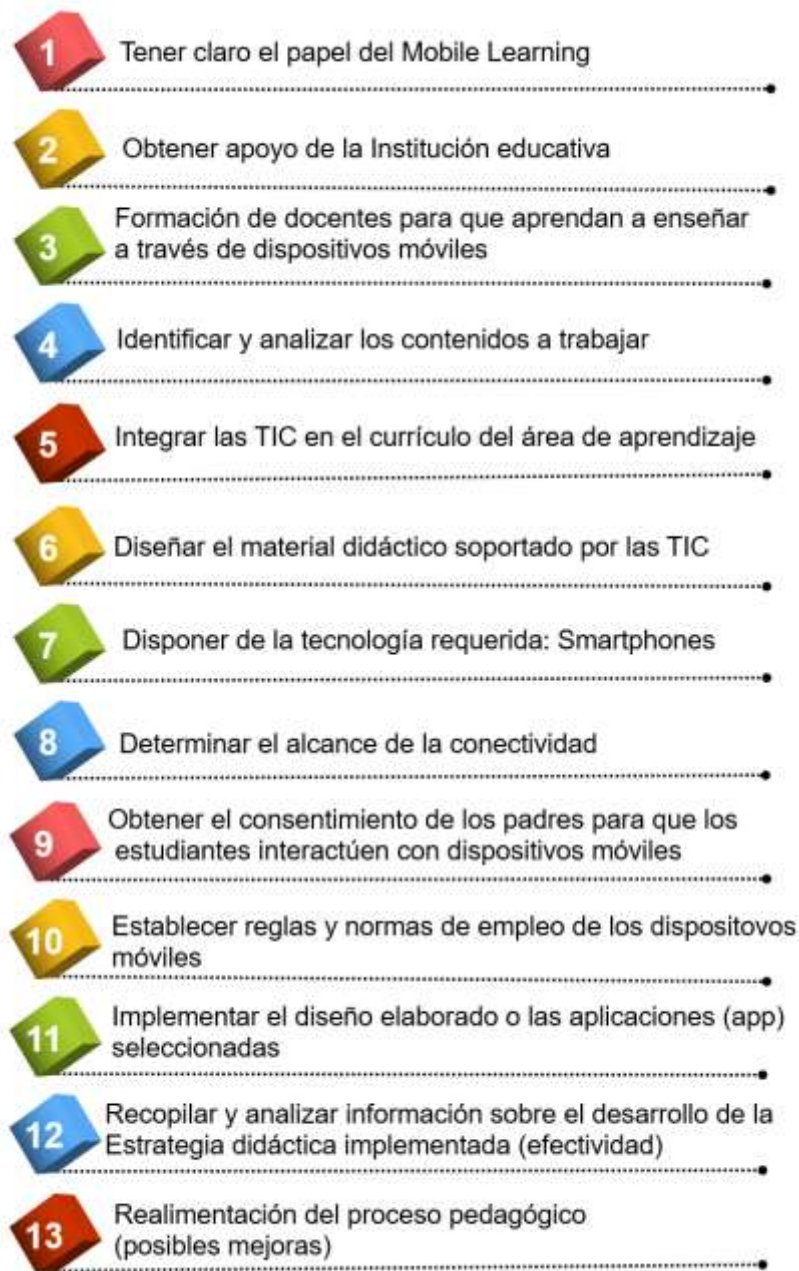 1 Tener claro el papel del Mobile Learning
2 Obtener apoyo de la Institución educativa
3 Formación de docentes para que aprendan a enseñar
a través de dispositivos móviles
4 Identificar y analizar los contenidos a trabajar
5 Integrar las TIC en el currículo del área de aprendizaje
6 Diseñar el material didáctico soportado por las TIC
7 Disponer de la tecnología requerida: Smartphones
8 Determinar el alcance de la conectividad
9 Obtener el consentimiento de los padres para que los
estudiantes interactúen con dispositivos móviles
10 Establecer reglas y normas de empleo de los dispositovos
móviles
11 Implementar el diseño elaborado o las aplicaciones (app)
seleccionadas
12 Recopilar y analizar información sobre el desarrollo de la
Estrategia didáctica implementada (efectividad)
13 Realimentación del proceso pedagógico
(posibles mejoras)